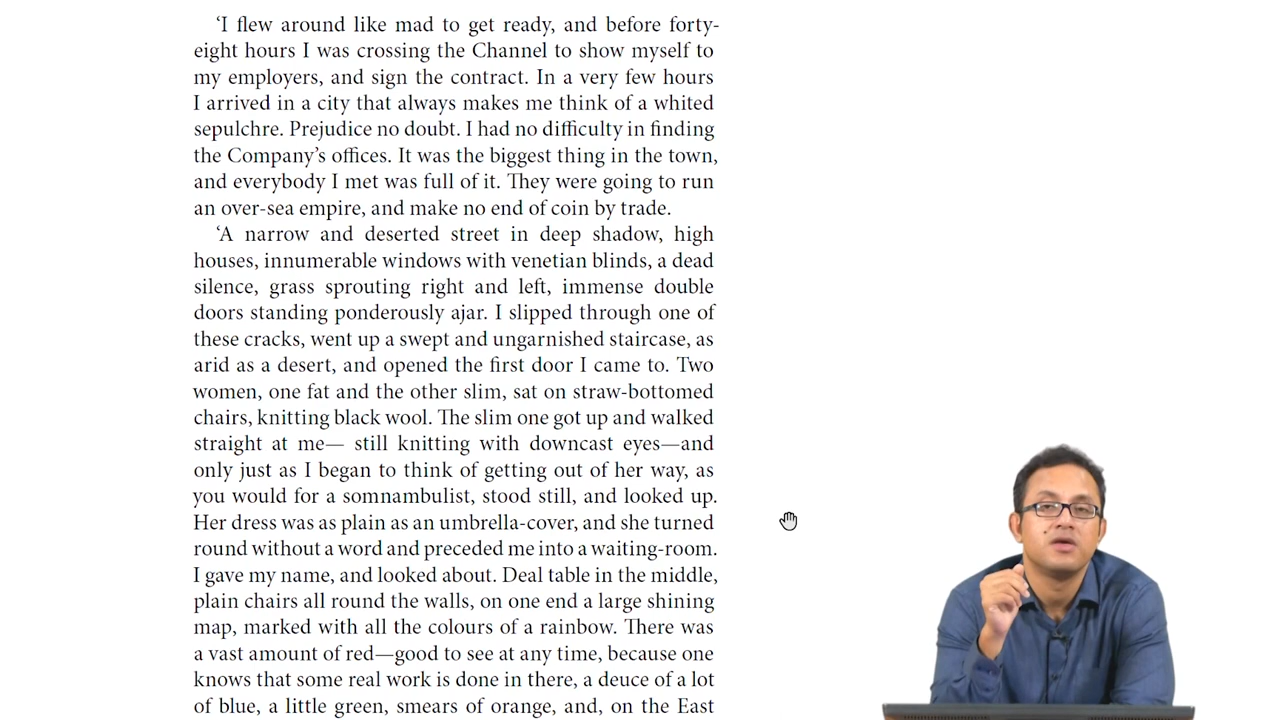 ‘I flew around like mad to get ready, and before forty-
eight hours I was crossing the Channel to show myself to
my employers, and sign the contract. In a very few hours
I arrived in a city that always makes me think of a whited
sepulchre. Prejudice no doubt. I had no difficulty in finding
the Company’s offices. It was the biggest thing in the town,
and everybody I met was full of it. They were going to run
an over-sea empire, and make no end of coin by trade.
‘A narrow and deserted street in deep shadow, high
houses, innumerable windows with venetian blinds, a dead
silence, grass sprouting right and left, immense double
doors standing ponderously ajar. I slipped through one of
these cracks, went up a swept and ungarnished staircase, as
arid as a desert, and opened the first door I came to. Two
women, one fat and the other slim, sat on straw-bottomed
chairs, knitting black wool. The slim one got up and walked
straight at me— still knitting with downcast eyes—and
only just as I began to think of getting out of her way, as
you would for a somnambulist, stood still, and looked up.
Her dress was as plain as an umbrella-cover, and she turned
round without a word and preceded me into a waiting-room.
I gave my name, and looked about. Deal table in the middle,
plain chairs all round the walls, on one end a large shining
map, marked with all the colours of a rainbow. There was
a vast amount of red—good to see at any time, because one
knows that some real work is done in there, a deuce of a lot
of blue, a little green, smears of orange, and, on the East